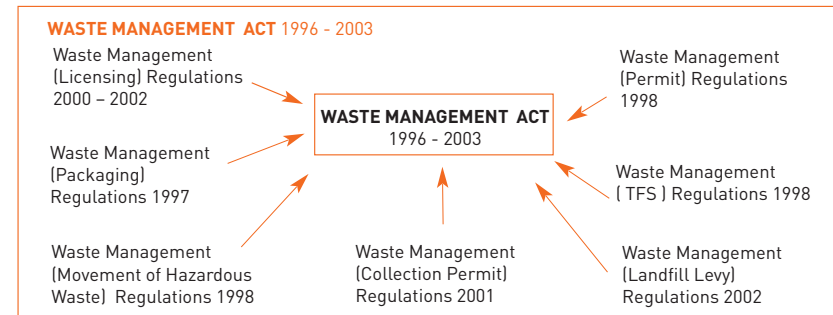 WASTE MANAGEMENT ACT 1996 - 2003
Waste Management
(Licensing) Regulations
2000 – 2002
Waste Management
(Permit) Regulations
1998
WASTE MANAGEMENT ACT
1996 - 2003
Waste Management
(Packaging)
Regulations 1997
Waste Management
( TFS ) Regulations 1998
Waste Management
(Movement of Hazardous
Waste) Regulations 1998
Waste Management
(Collection Permit)
Regulations 2001
Waste Management
(Landfill Levy)
Regulations 2002